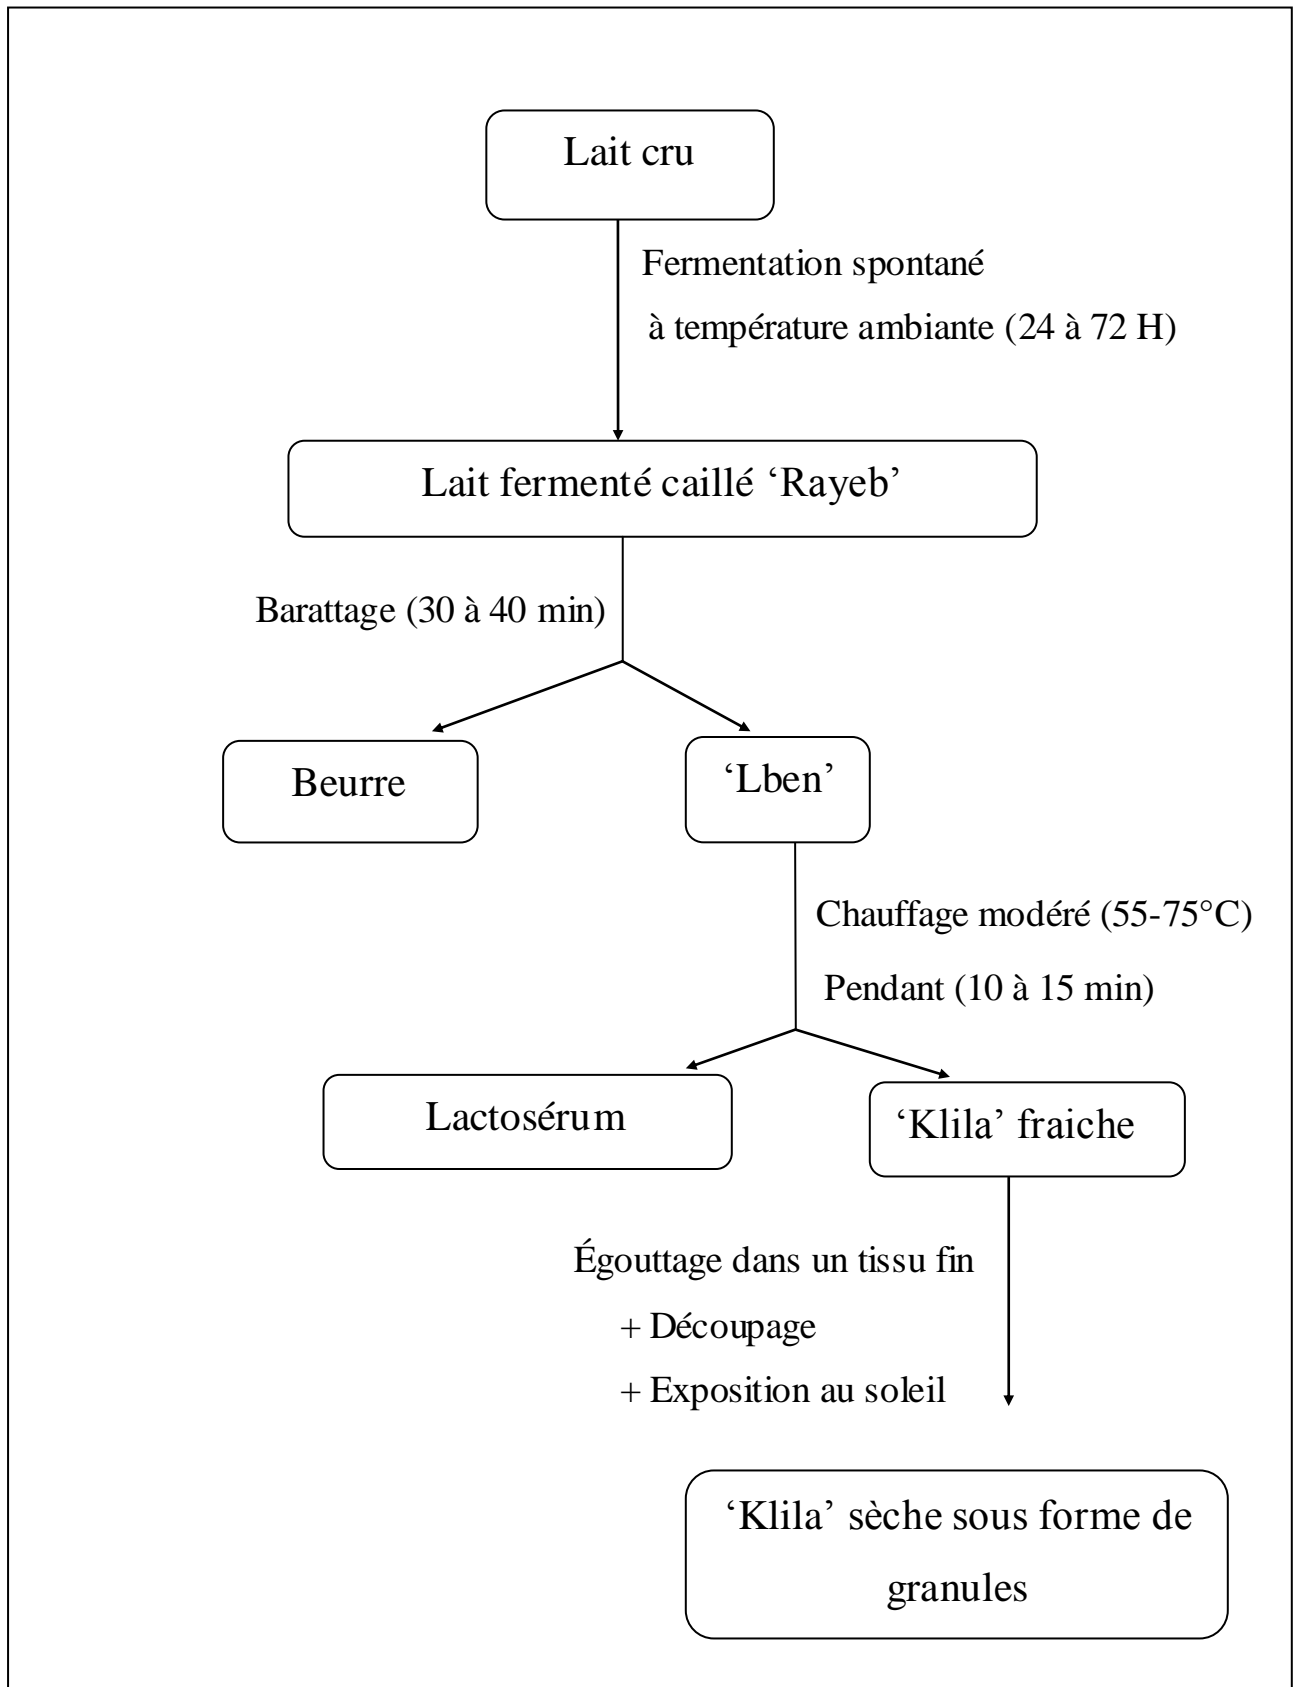 Lait cru
Fermentation spontané
à température ambiante (24 à 72 H)
Lait fermenté caillé ‘Rayeb’
Barattage (30 à 40 min)
Beurre
‘Lben’
Chauffage modéré (55-75°C)
Pendant (10 à 15 min)
Lactosérum
‘Klila’ fraiche
Égouttage dans un tissu fin
+ Découpage
+ Exposition au soleil
‘Klila’ sèche sous forme de
granules